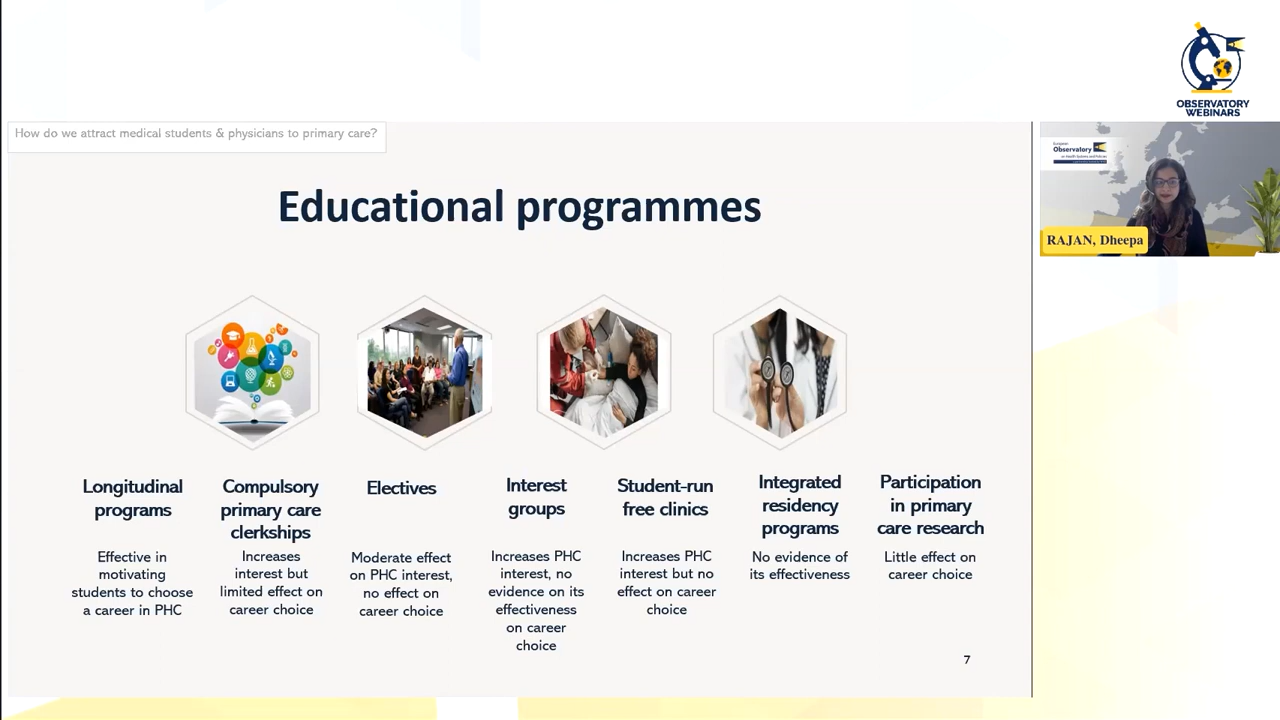 OBSERVATORY
WEBINARS
How do we attract medical students & physicians to primary care?
European
Observatory
RAJAN, Dheepa
Educational programmes
Longitudinal
programs
Effective in
motivating
students to choose
a career in PHC
Compulsory
primary care
clerkships
Increases
interest but
limited effect on
career choice
Electives
Moderate effect
on PHC interest,
no effect on
career choice
Interest
groups
Increases PHC
interest, no
evidence on its
effectiveness
on career
choice
Student-run
free clinics
Increases PHC
interest but no
effect on career
choice
Integrated
residency
programs
No evidence of
its effectiveness
Participation
in primary
care research
Little effect on
career choice
7